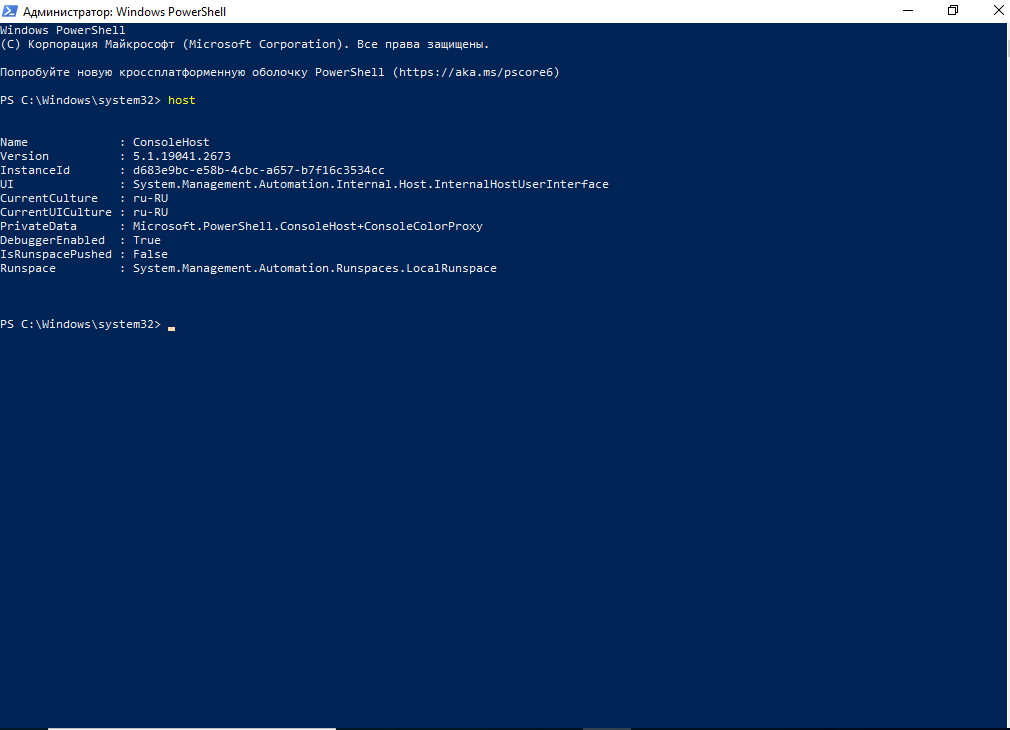 Администратор: Windows PowerShell
Windows PowerShell
(C) Корпорация Майкрософт (Microsoft Corporation). Все права защищены.
Попробуйте новую кроссплатформенную оболочку PowerShell (https://aka.ms/pscore6)
PS C:\Windows\system32> host
Name             : ConsoleHost
Version          : 5.1.19041.2673
InstanceId       : d683e9bc-e58b-4cbc-a657-b7f16c3534cc
UI               : System.Management.Automation.Internal.Host.InternalHostUserInterface
CurrentCulture   : ru-RU
CurrentUICulture : ru-RU
PrivateData      : Microsoft.PowerShell.ConsoleHost+ConsoleColorProxy
DebuggerEnabled  : True
IsRunspacePushed : False
Runspace         : System.Management.Automation.Runspaces.LocalRunspace
PS C:\Windows\system32>